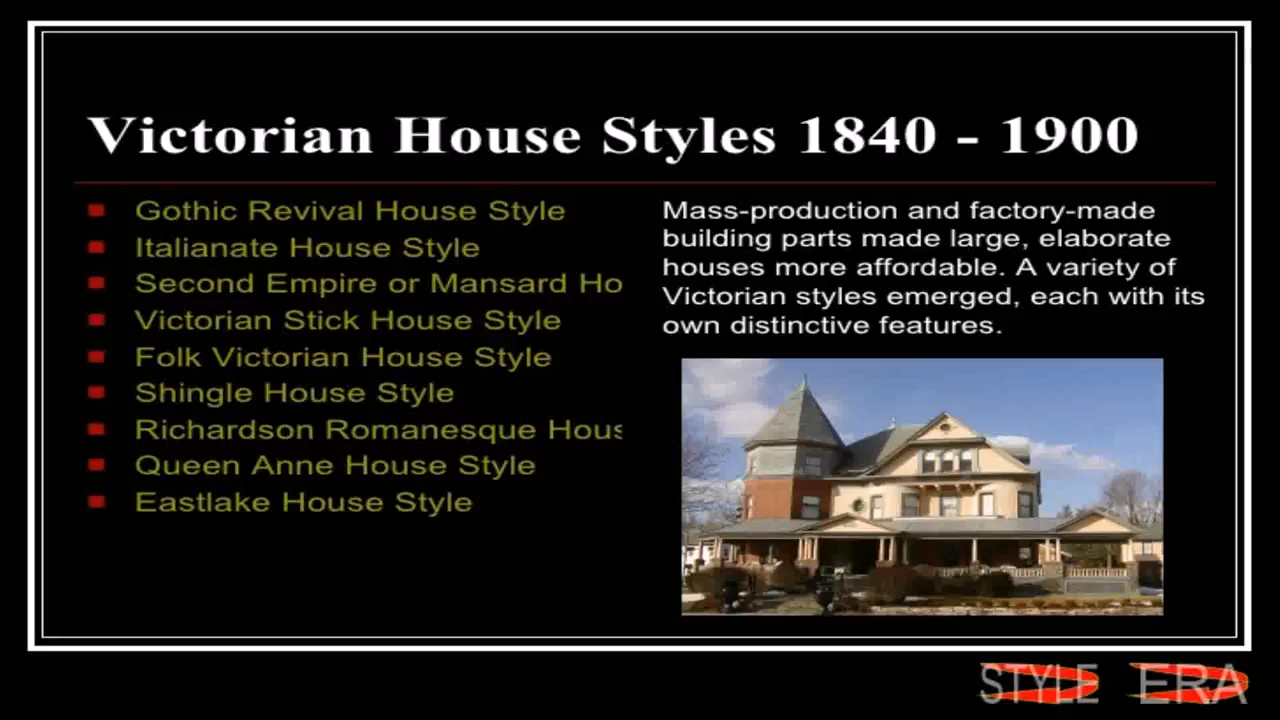 Victorian House Styles 1840 - 1900
Gothic Revival House Style
Italianate House Style
Second Empire or Mansard Ho
Victorian Stick House Style
Folk Victorian House Style
Shingle House Style
Richardson Romanesque Hous
Queen Anne House Style
Eastlake House Style
Mass-production and factory-made
building parts made large, elaborate
houses more affordable. A variety of
Victorian styles emerged, each with its
own distinctive features.
STYLE ERA